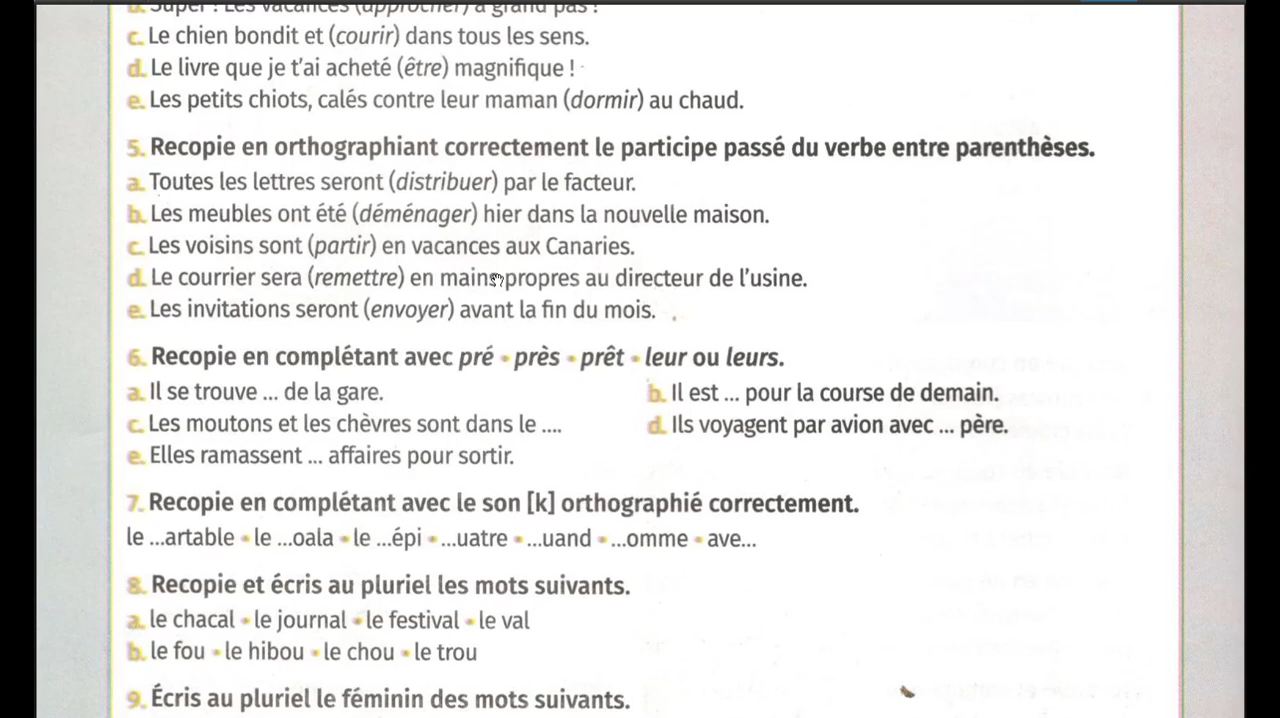 b. Super ! Les vacances (approcher) à grand pas !
c. Le chien bondit et (courir) dans tous les sens.
d. Le livre que je t'ai acheté (être) magnifique !
e. Les petits chiots, calés contre leur maman (dormir) au chaud.
5. Recopie en orthographiant correctement le participe passé du verbe entre parenthèses.
a. Toutes les lettres seront (distribuer) par le facteur.
b. Les meubles ont été (déménager) hier dans la nouvelle maison.
c. Les voisins sont (partir) en vacances aux Canaries.
d. Le courrier sera (remettre) en mains propres au directeur de l'usine.
e. Les invitations seront (envoyer) avant la fin du mois.
6. Recopie en complétant avec pré • près • prêt • leur ou leurs.
a. Il se trouve ... de la gare. b. Il est ... pour la course de demain.
c. Les moutons et les chèvres sont dans le .... d. Ils voyagent par avion avec ... père.
e. Elles ramassent ... affaires pour sortir.
7. Recopie en complétant avec le son [k] orthographié correctement.
le ...artable • le ...oala • le ...épi • ...uatre • ...uand • ...omme • ave...
8. Recopie et écris au pluriel les mots suivants.
a. le chacal • le journal • le festival • le val
b. le fou • le hibou • le chou • le trou
9. Écris au pluriel le féminin des mots suivants.